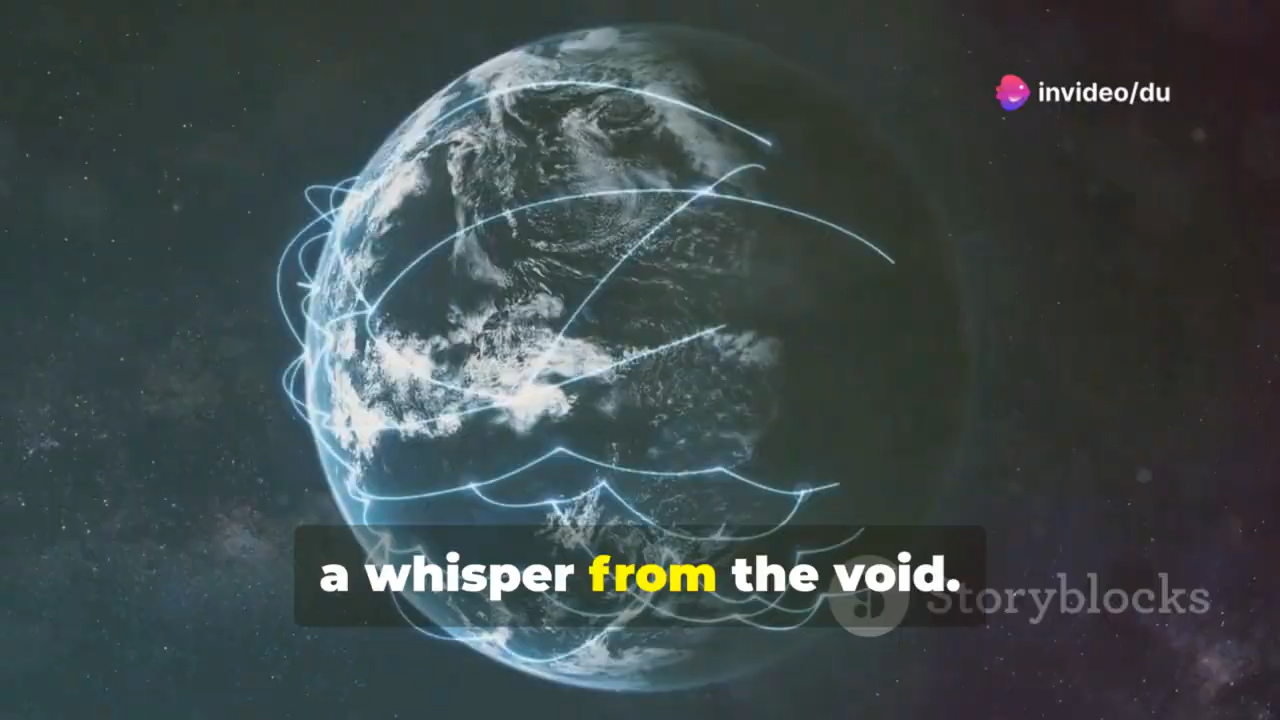 invideo/du
a whisper from the void.
Storyblocks